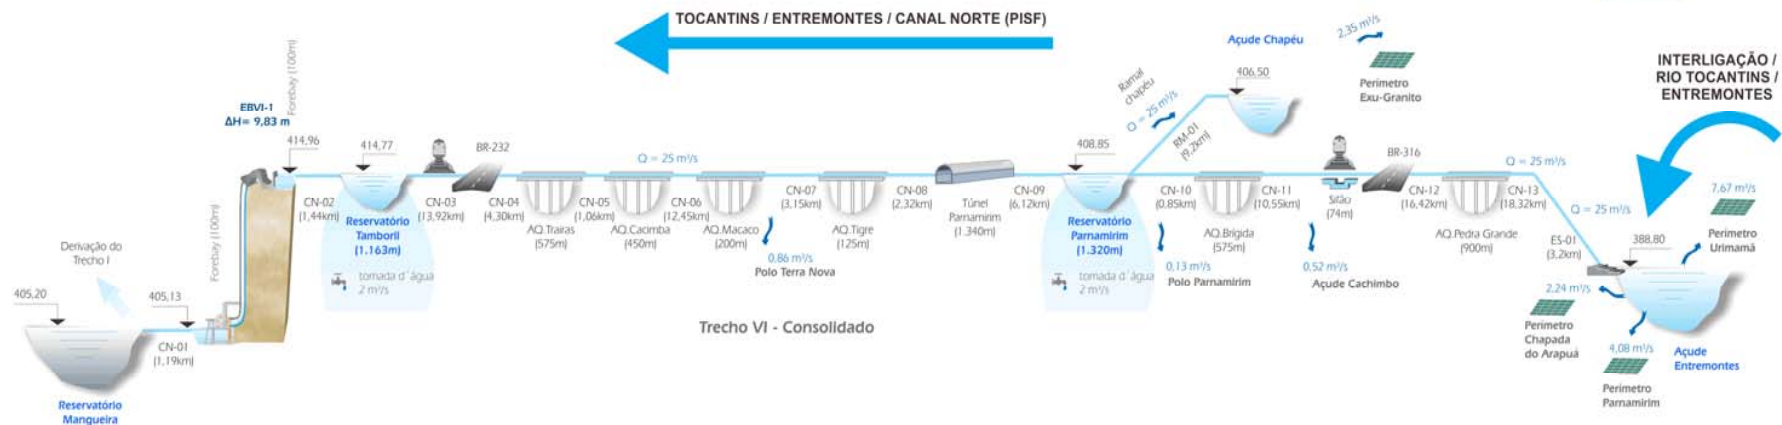 TOCANTINS / ENTREMONTES / CANAL NORTE (PISF)
INTERLIGAÇÃO /
RIO TOCANTINS /
ENTREMONTES
Açude Chapéu
2,35 m³/s
406,50
Perímetro
Exu-Granito
Ramal
chapéu
Q = 25 m³/s
RM-01
(9,2km)
Forebay (100m)
EBVI-1
ΔH= 9,83 m
414,96
414,77
BR-232
Q = 25 m³/s
408,85
BR-316
Q = 25 m³/s
CN-02
(1,44km)
Reservatório
Tamboril
(1.163m)
tomada d'água
2 m³/s
CN-03
(13,92km)
CN-04
(4,30km)
AQ.Trairas
(575m)
CN-05
(1,06km)
AQ.Cacimba
(450m)
CN-06
(12,45km)
AQ.Macaco
(200m)
0,86 m³/s
Polo Terra Nova
CN-07
(3,15km)
AQ.Tigre
(125m)
CN-08
(2,32km)
Túnel
Parnamirim
(1.340m)
CN-09
(6,12km)
Reservatório
Parnamirim
(1.320m)
tomada d'água
2 m³/s
CN-10
(0,85km)
0,13 m³/s
Polo Parnamirim
AQ.Brígida
(575m)
CN-11
(10,55km)
0,52 m³/s
Açude Cachimbo
Sifão
(74m)
CN-12
(16,42km)
AQ.Pedra Grande
(900m)
CN-13
(18,32km)
Q = 25 m³/s
ES-01
(3,2km)
388,80
7,67 m³/s
Perímetro
Urimamã
2,24 m³/s
Perímetro
Chapada
do Arapuá
4,08 m³/s
Perímetro
Parnamirim
Açude
Entremontes
Derivação do
Trecho I
Forebay (100m)
405,20
405,13
CN-01
(1,19km)
Reservatório
Mangueira
Trecho VI - Consolidado